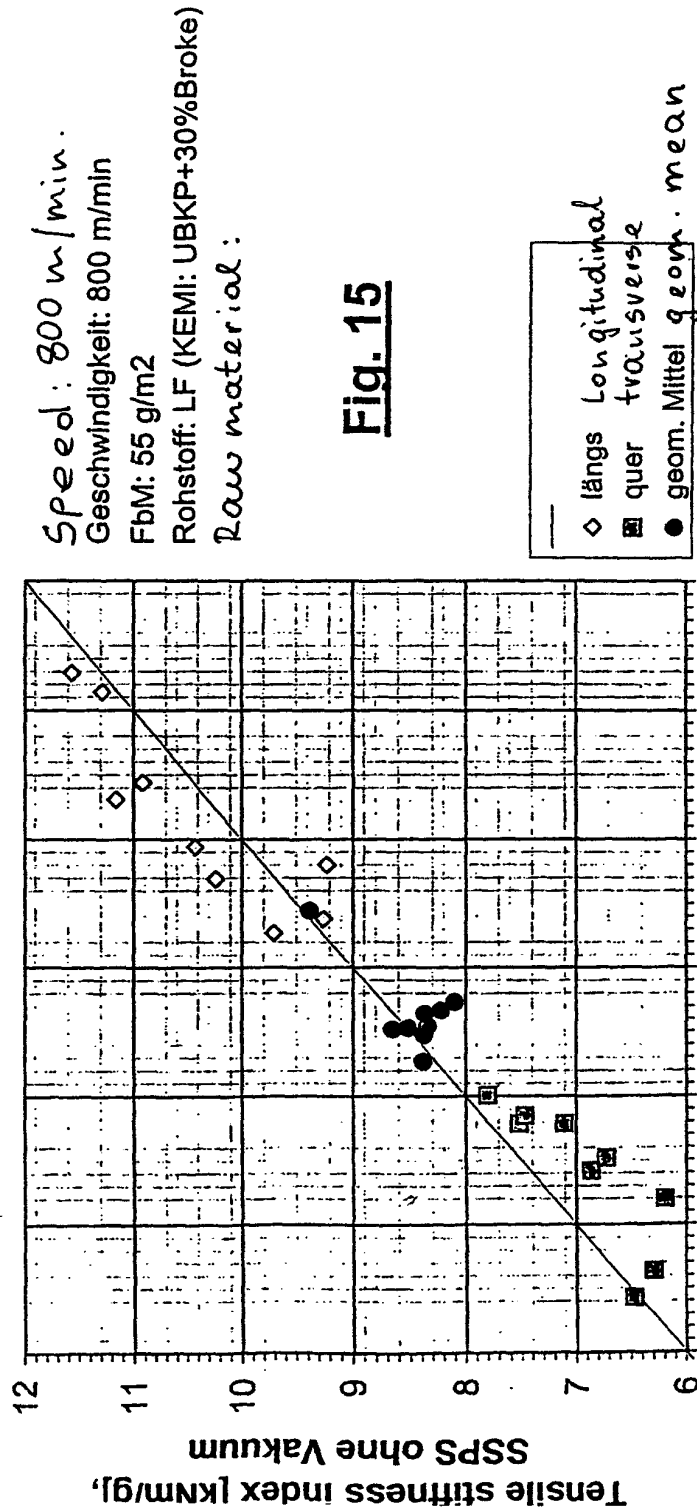 Speed: 800 m/min.
Geschwindigkeit: 800 m/min
FbM: 55 g/m2
Rohstoff: LF (KEMI: UBKP+30%Broke)
Raw material:
Fig. 15
längs Longitudinal
quer transverse
geom. Mittel geom. mean
12
11
10
9
8
7
6
Tensile stiffness index [kNm/g],
SSPS ohne Vakuum